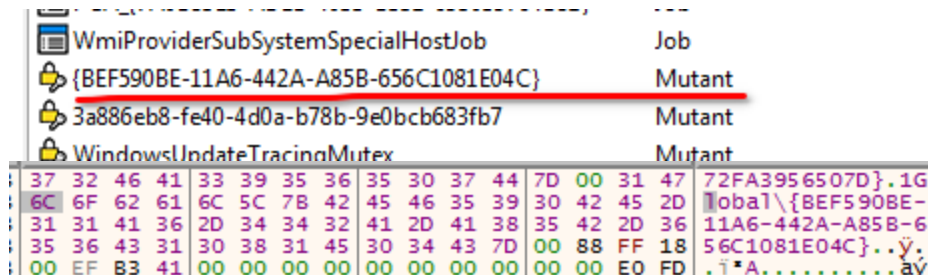 WmiProviderSubSystemSpecialHostJob Job
{BEF590BE-11A6-442A-A85B-656C1081E04C} Mutant
3a886eb8-fe40-4d0a-b78b-9e0bcb683fb7 Mutant
WindowsUpdateTracingMutex Mutant
37 32 46 41 33 39 35 36 35 30 37 44 7D 00 31 47 72FA3956507D}.1G
6C 6F 62 61 6C 5C 7B 42 45 46 35 39 30 42 45 2D lobal\{BEF590BE-
31 31 41 36 2D 34 34 32 41 2D 41 38 35 42 2D 36 11A6-442A-A85B-6
35 36 43 31 30 38 31 45 30 34 43 7D 00 88 FF 18 56C1081E04C}..ÿ.
00 EF B3 41 00 00 00 00 00 00 00 00 00 00 E0 FD .ï³A..........àý